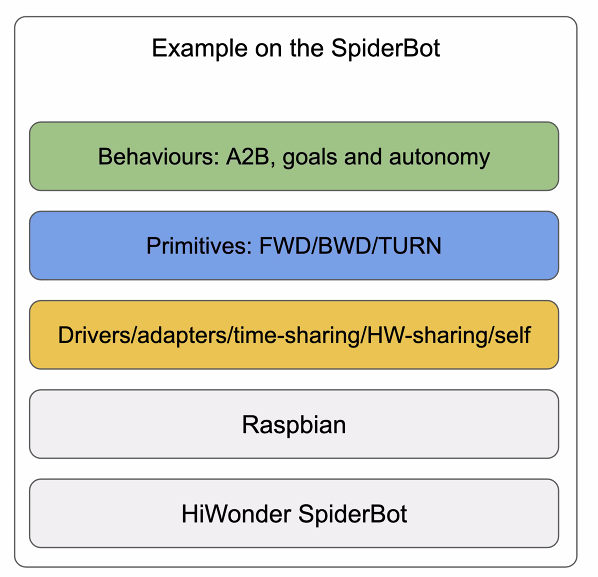 Example on the SpiderBot
Behaviours: A2B, goals and autonomy
Primitives: FWD/BWD/TURN
Drivers/adapters/time-sharing/HW-sharing/self
Raspbian
HiWonder SpiderBot